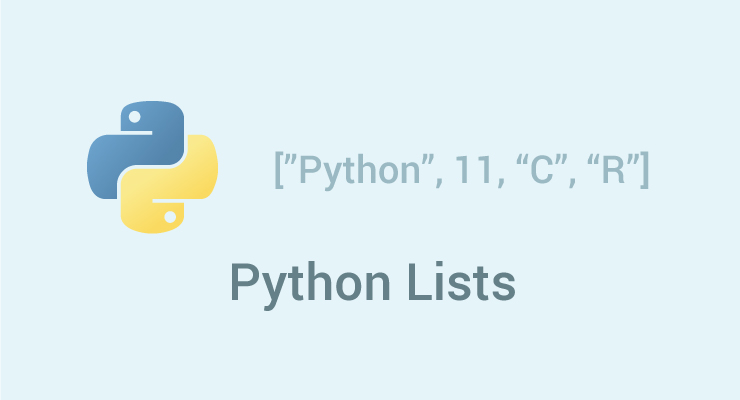 [”Python”, 11, “C”, “R”]
Python Lists